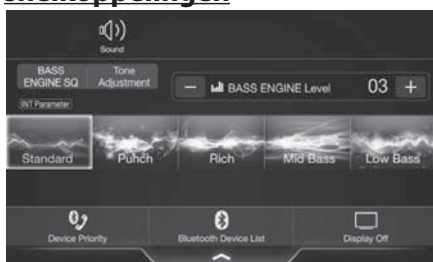 Snelkoppelingen
Sound
BASS ENGINE SQ
Tone Adjustment
INT Parameter
BASS ENGINE Level
03
Standard
Punch
Rich
Mid Bass
Low Bass
Device Priority
Bluetooth Device List
Display Off